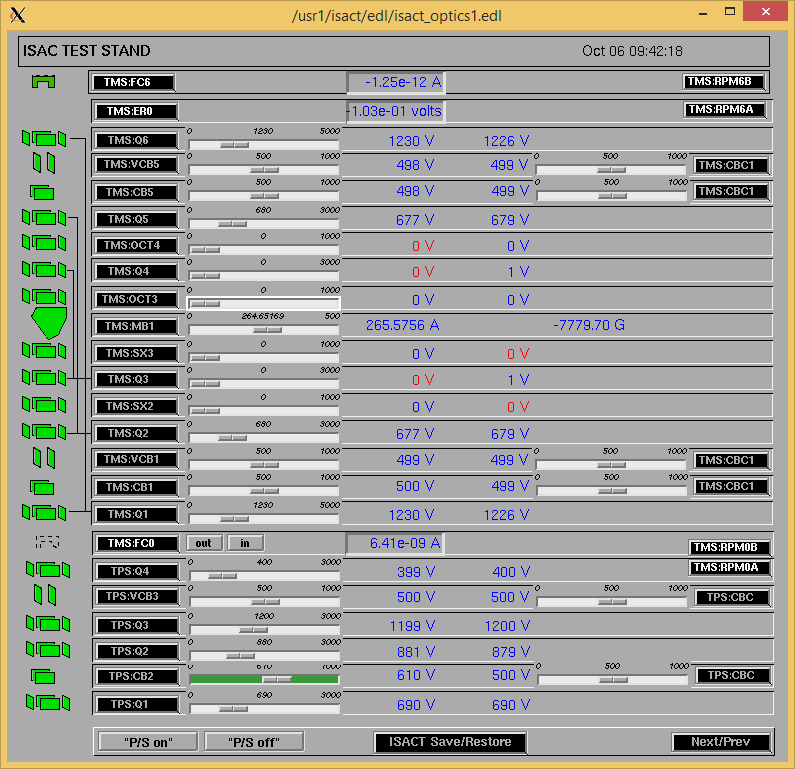 /usr1/isact/edl/isact_optics1.edl
ISAC TEST STAND Oct 06 09:42:18
TMS:FC6 -1.25e-12 A TMS:RPM6B
TMS:ER0 -1.03e-01 volts TMS:RPM6A
TMS:Q6 0 1230 5000 1230 V 1226 V
TMS:VCB5 0 500 1000 498 V 499 V 0 500 1000 TMS:CBC1
TMS:CB5 0 500 1000 498 V 499 V 0 500 1000 TMS:CBC1
TMS:Q5 0 680 3000 677 V 679 V
TMS:OCT4 0 0 1000 0 V 0 V
TMS:Q4 0 0 3000 0 V 1 V
TMS:OCT3 0 0 1000 0 V 0 V
TMS:MB1 0 264.65169 500 265.5756 A -7779.70 G
TMS:SX3 0 0 1000 0 V 0 V
TMS:Q3 0 0 3000 0 V 1 V
TMS:SX2 0 0 1000 0 V 0 V
TMS:Q2 0 680 3000 677 V 679 V
TMS:VCB1 0 500 1000 499 V 499 V 0 500 1000 TMS:CBC1
TMS:CB1 0 500 1000 500 V 499 V 0 500 1000 TMS:CBC1
TMS:Q1 0 1230 5000 1230 V 1226 V
TMS:FC0 out in 6.41e-09 A TMS:RPM0B
TPS:Q4 0 400 3000 399 V 400 V TMS:RPM0A
TPS:VCB3 0 500 1000 500 V 500 V 0 500 1000 TPS:CBC
TPS:Q3 0 1200 3000 1199 V 1200 V
TPS:Q2 0 880 3000 881 V 879 V
TPS:CB2 0 610 1000 610 V 500 V 0 500 1000 TPS:CBC
TPS:Q1 0 690 3000 690 V 690 V
"P/S on" "P/S off" ISACT Save/Restore Next/Prev